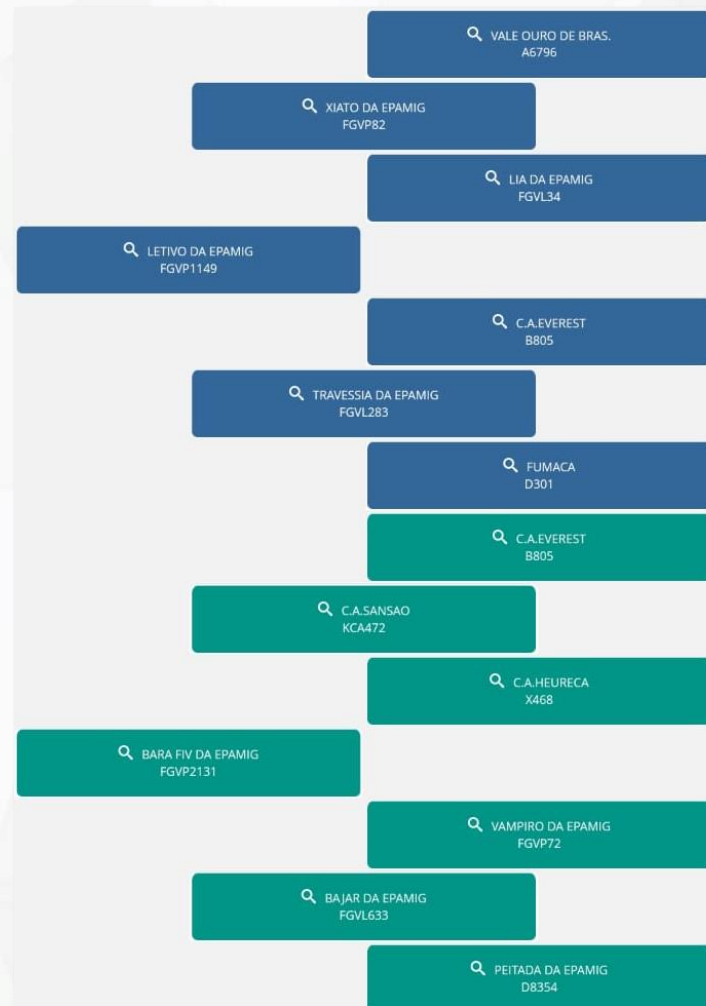 VALE OURO DE BRAS.
A6796
XIATO DA EPAMIG
FGVP82
LIA DA EPAMIG
FGVL34
LETIVO DA EPAMIG
FGVP1149
C.A.EVEREST
B805
TRAVESSIA DA EPAMIG
FGVL283
FUMACA
D301
C.A.EVEREST
B805
C.A.SANSAO
KCA472
C.A.HEURECA
X468
BARA FIV DA EPAMIG
FGVP2131
VAMPIRO DA EPAMIG
FGVP72
BAJAR DA EPAMIG
FGVL633
PEITADA DA EPAMIG
D8354